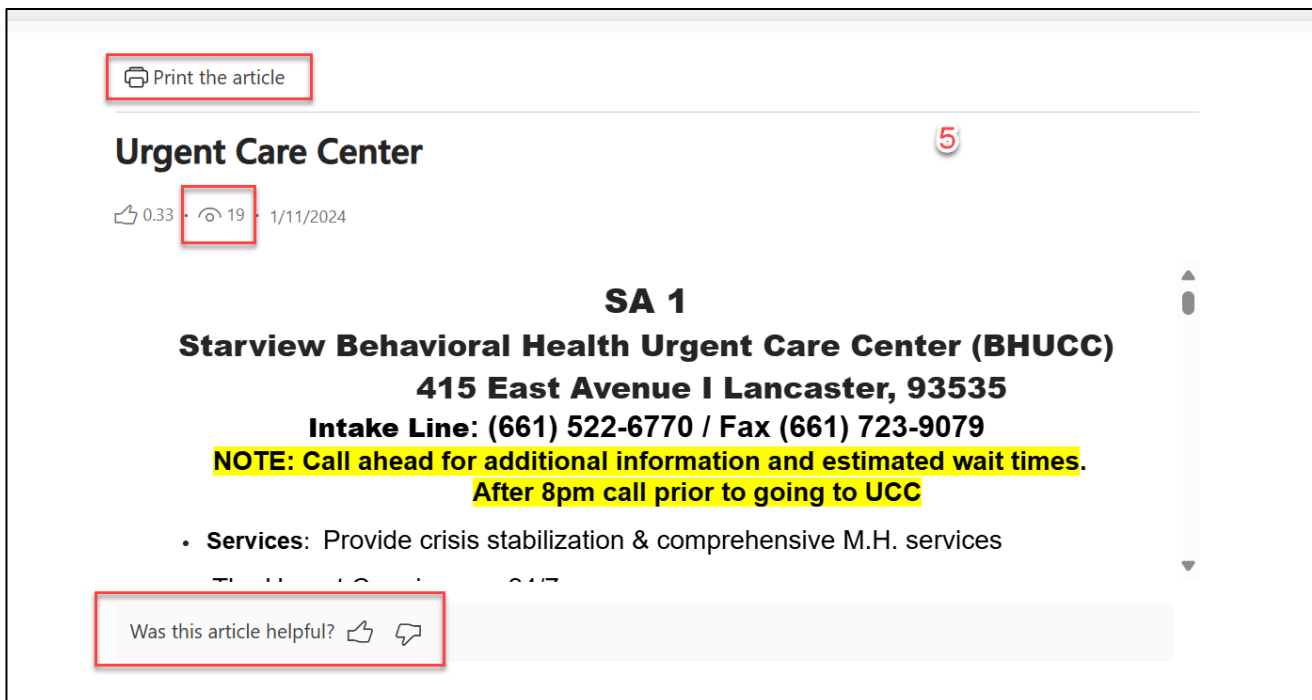 Print the article
Urgent Care Center
5
0.33 · 19 · 1/11/2024
SA 1
Starview Behavioral Health Urgent Care Center (BHUCC)
415 East Avenue I Lancaster, 93535
Intake Line: (661) 522-6770 / Fax (661) 723-9079
NOTE: Call ahead for additional information and estimated wait times.
After 8pm call prior to going to UCC
• Services: Provide crisis stabilization & comprehensive M.H. services
Was this article helpful?